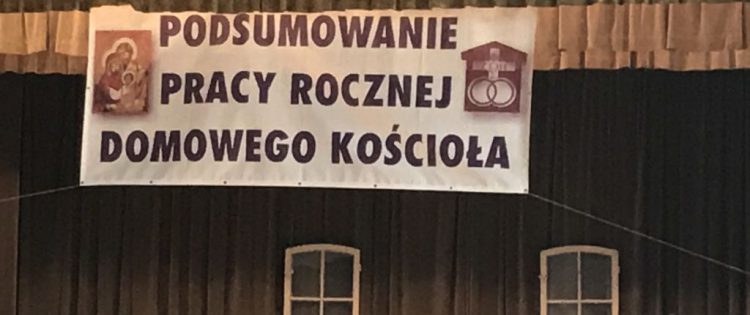 PODSUMOWANIE
PRACY ROCZNEJ
DOMOWEGO KOŚCIOŁA